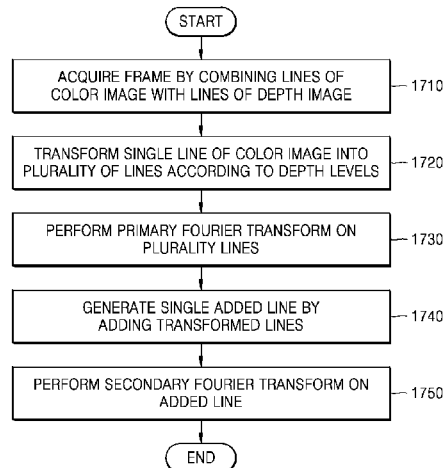 START
ACQUIRE FRAME BY COMBINING LINES OF
COLOR IMAGE WITH LINES OF DEPTH IMAGE
1710
TRANSFORM SINGLE LINE OF COLOR IMAGE INTO
PLURALITY OF LINES ACCORDING TO DEPTH LEVELS
1720
PERFORM PRIMARY FOURIER TRANSFORM ON
PLURALITY LINES
1730
GENERATE SINGLE ADDED LINE BY
ADDING TRANSFORMED LINES
1740
PERFORM SECONDARY FOURIER TRANSFORM ON
ADDED LINE
1750
END